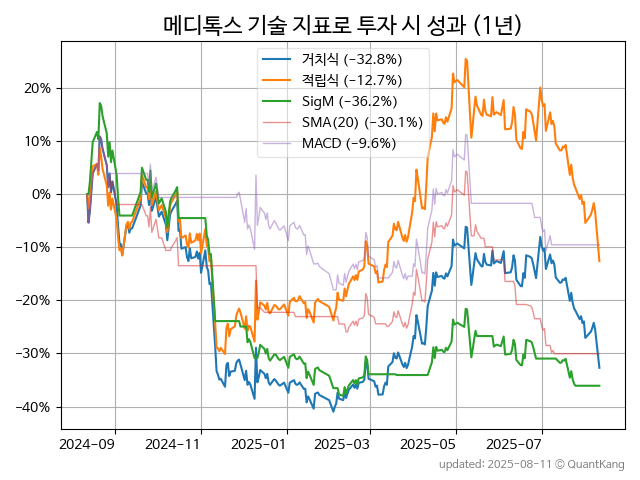 메디톡스 기술 지표로 투자 시 성과 (1년)
거치식 (−32.8%)
적립식 (−12.7%)
SigM (−36.2%)
SMA(20) (−30.1%)
MACD (−9.6%)
20%
10%
0%
−10%
−20%
−30%
−40%
2024−09
2024−11
2025−01
2025−03
2025−05
2025−07
updated: 2025-08-11 © QuantKang